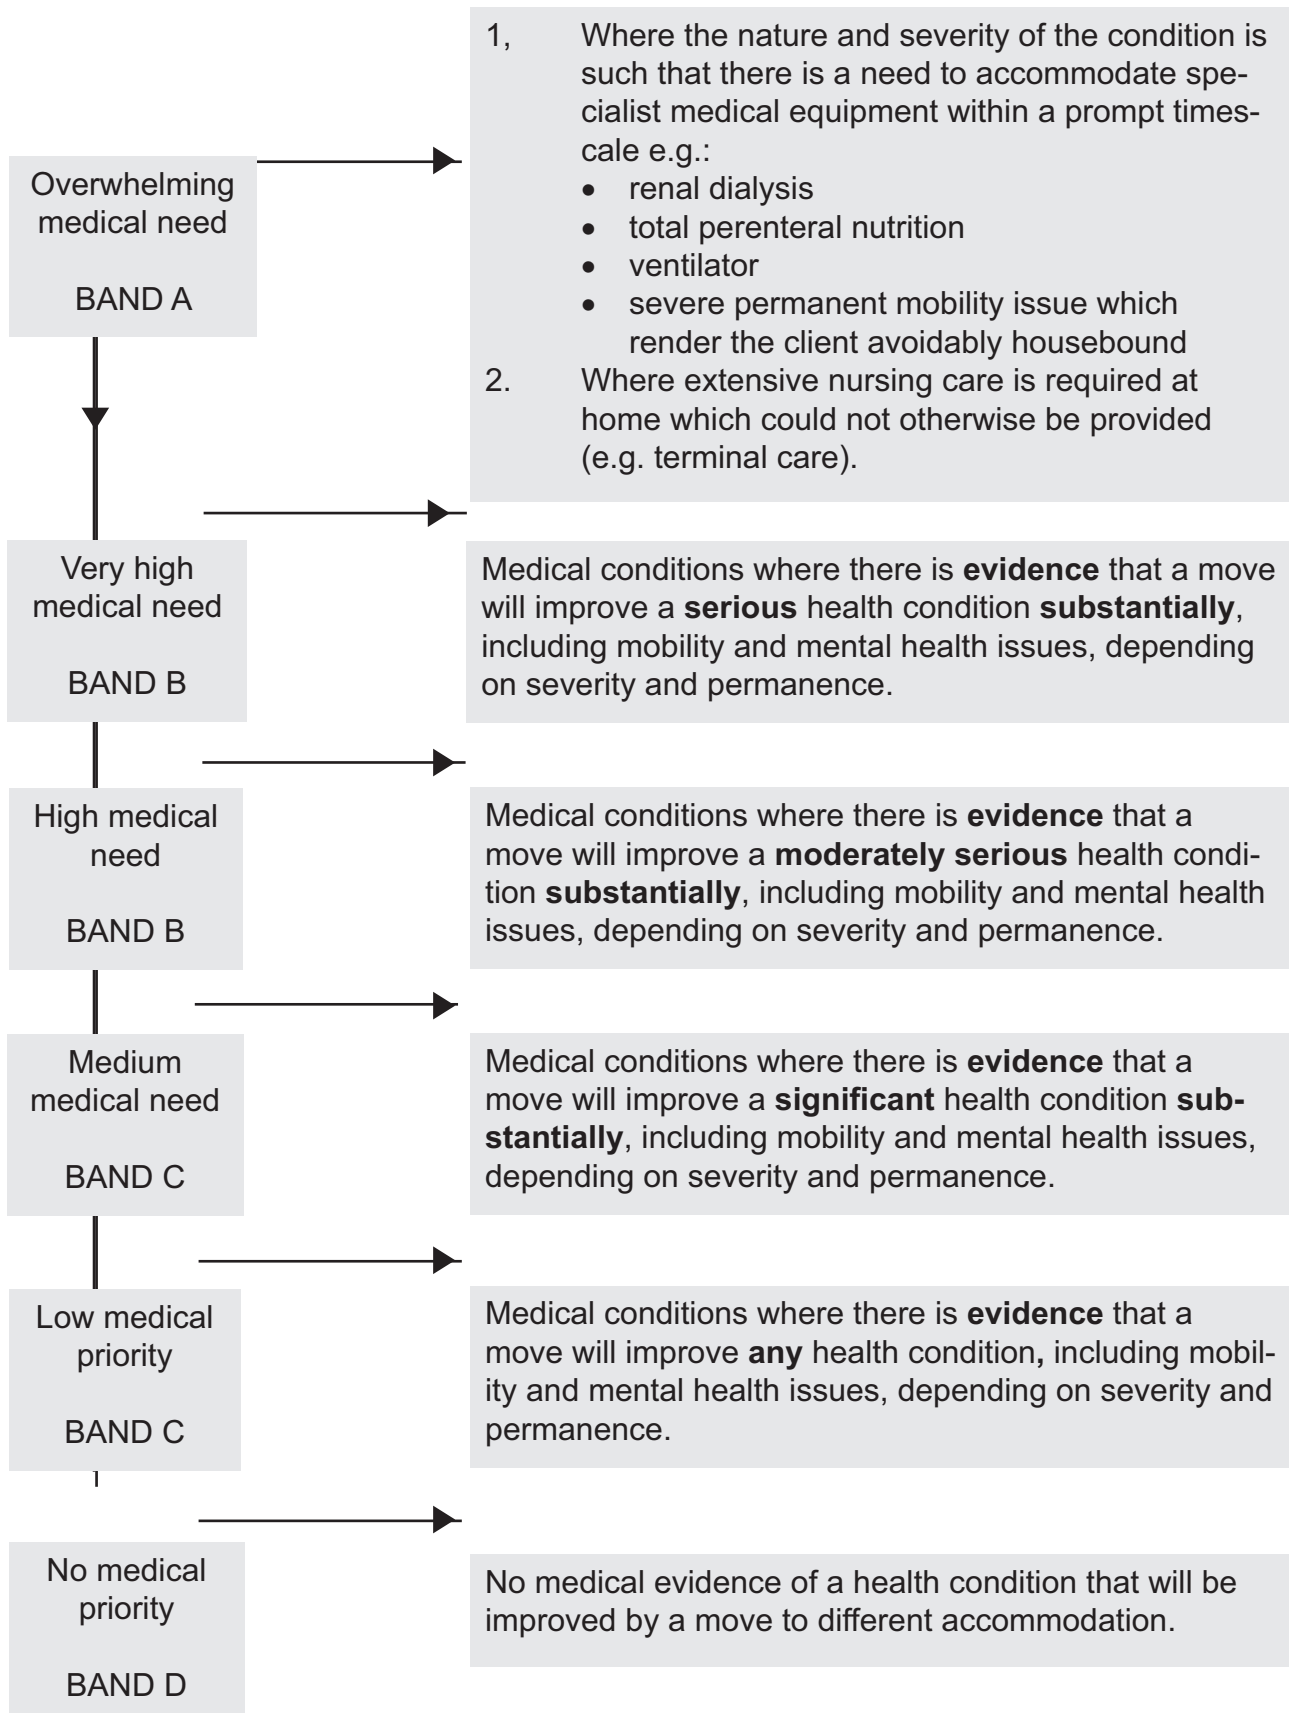 Overwhelming
medical need
BAND A
1,	Where the nature and severity of the condition is
such that there is a need to accommodate spe-
cialist medical equipment within a prompt times-
cale e.g.:
• renal dialysis
• total perenteral nutrition
• ventilator
• severe permanent mobility issue which
render the client avoidably housebound
2.	Where extensive nursing care is required at
home which could not otherwise be provided
(e.g. terminal care).
Very high
medical need
BAND B
Medical conditions where there is evidence that a move
will improve a serious health condition substantially,
including mobility and mental health issues, depending
on severity and permanence.
High medical
need
BAND B
Medical conditions where there is evidence that a
move will improve a moderately serious health condi-
tion substantially, including mobility and mental health
issues, depending on severity and permanence.
Medium
medical need
BAND C
Medical conditions where there is evidence that a
move will improve a significant health condition sub-
stantially, including mobility and mental health issues,
depending on severity and permanence.
Low medical
priority
BAND C
Medical conditions where there is evidence that a
move will improve any health condition, including mobil-
ity and mental health issues, depending on severity and
permanence.
No medical
priority
BAND D
No medical evidence of a health condition that will be
improved by a move to different accommodation.